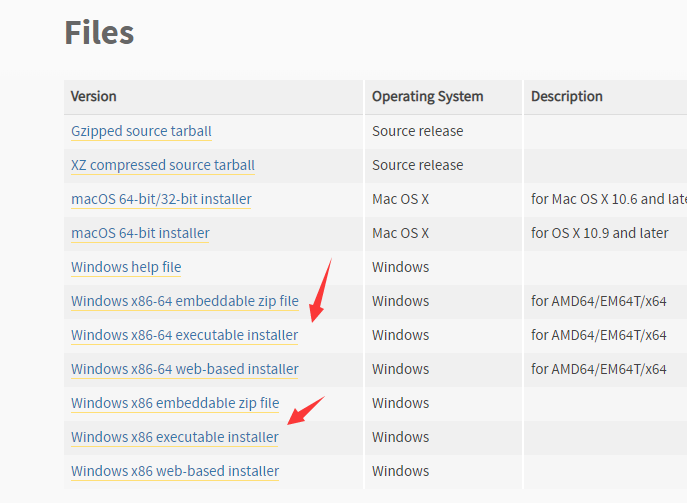 Files
Version Operating System Description
Gzipped source tarball Source release
XZ compressed source tarball Source release
macOS 64-bit/32-bit installer Mac OS X for Mac OS X 10.6 and late
macOS 64-bit installer Mac OS X for OS X 10.9 and later
Windows help file Windows
Windows x86-64 embeddable zip file Windows for AMD64/EM64T/x64
Windows x86-64 executable installer Windows for AMD64/EM64T/x64
Windows x86-64 web-based installer Windows for AMD64/EM64T/x64
Windows x86 embeddable zip file Windows
Windows x86 executable installer Windows
Windows x86 web-based installer Windows